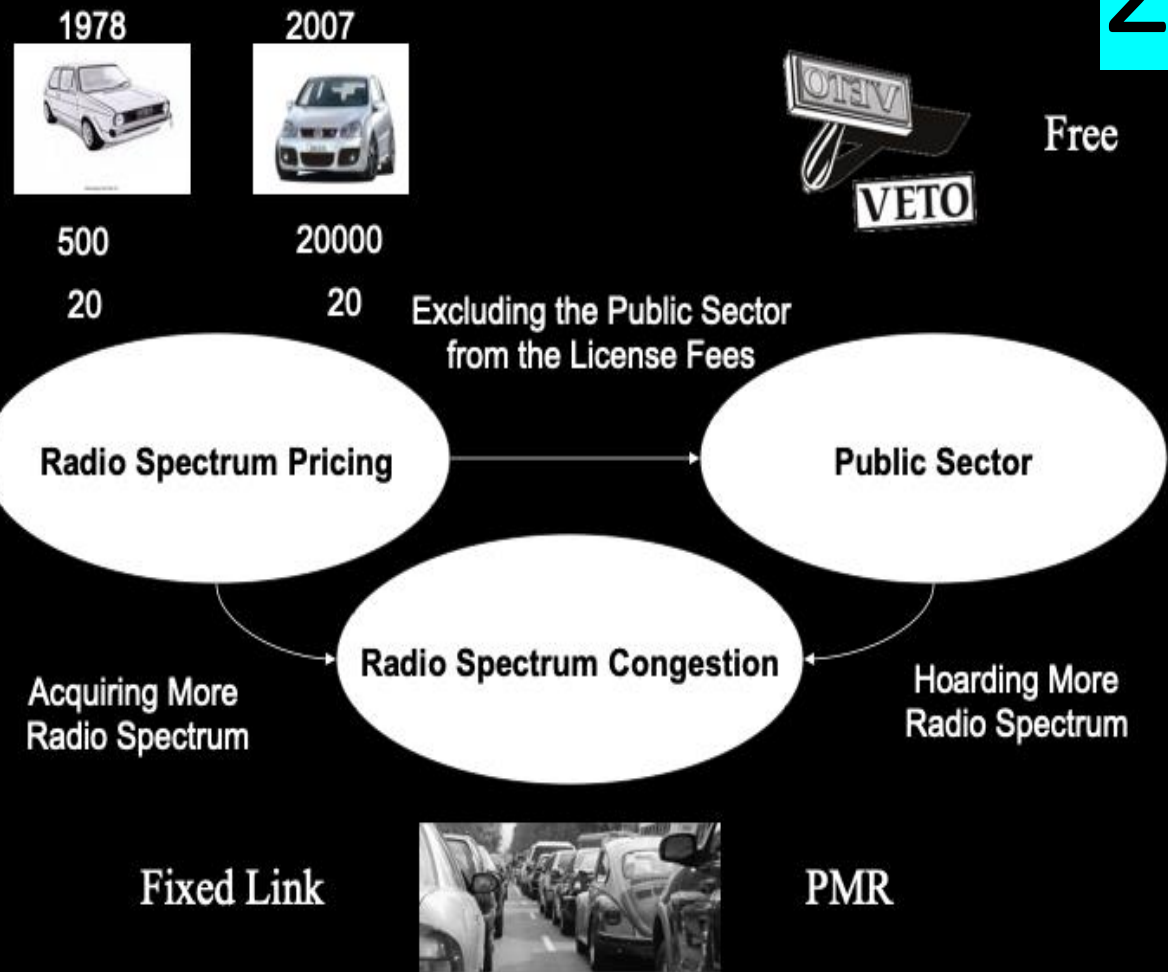 1978
2007
2
VETO
VETO
Free
500
20000
20
20
Excluding the Public Sector
from the License Fees
Radio Spectrum Pricing
Public Sector
Radio Spectrum Congestion
Acquiring More
Radio Spectrum
Hoarding More
Radio Spectrum
Fixed Link
PMR